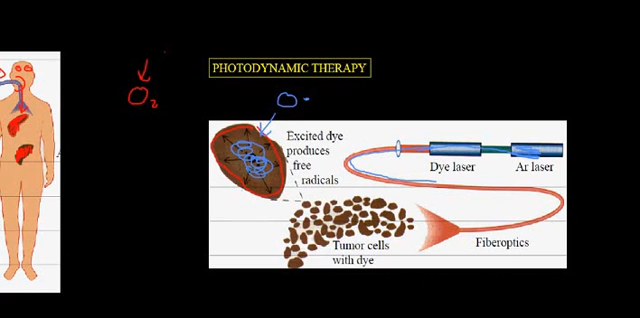 PHOTODYNAMIC THERAPY
O₂
O·
Excited dye
produces
free
radicals
Dye laser
Ar laser
Tumor cells
with dye
Fiberoptics